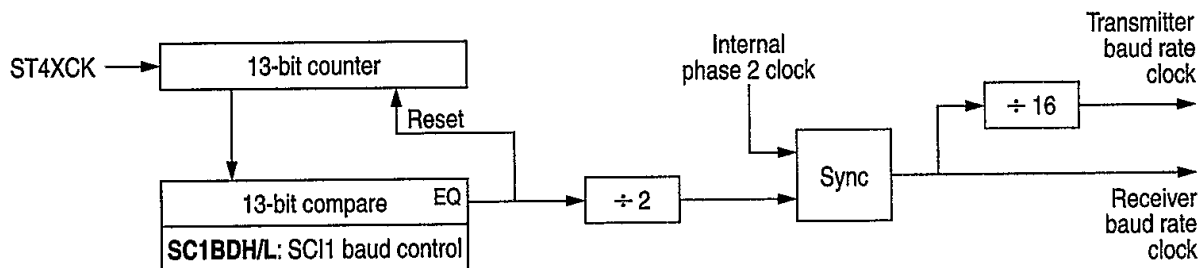 ST4XCK
13-bit counter
Reset
13-bit compare
EQ
SC1BDH/L: SCI1 baud control
÷ 2
Internal
phase 2 clock
Sync
÷ 16
Transmitter
baud rate
clock
Receiver
baud rate
clock